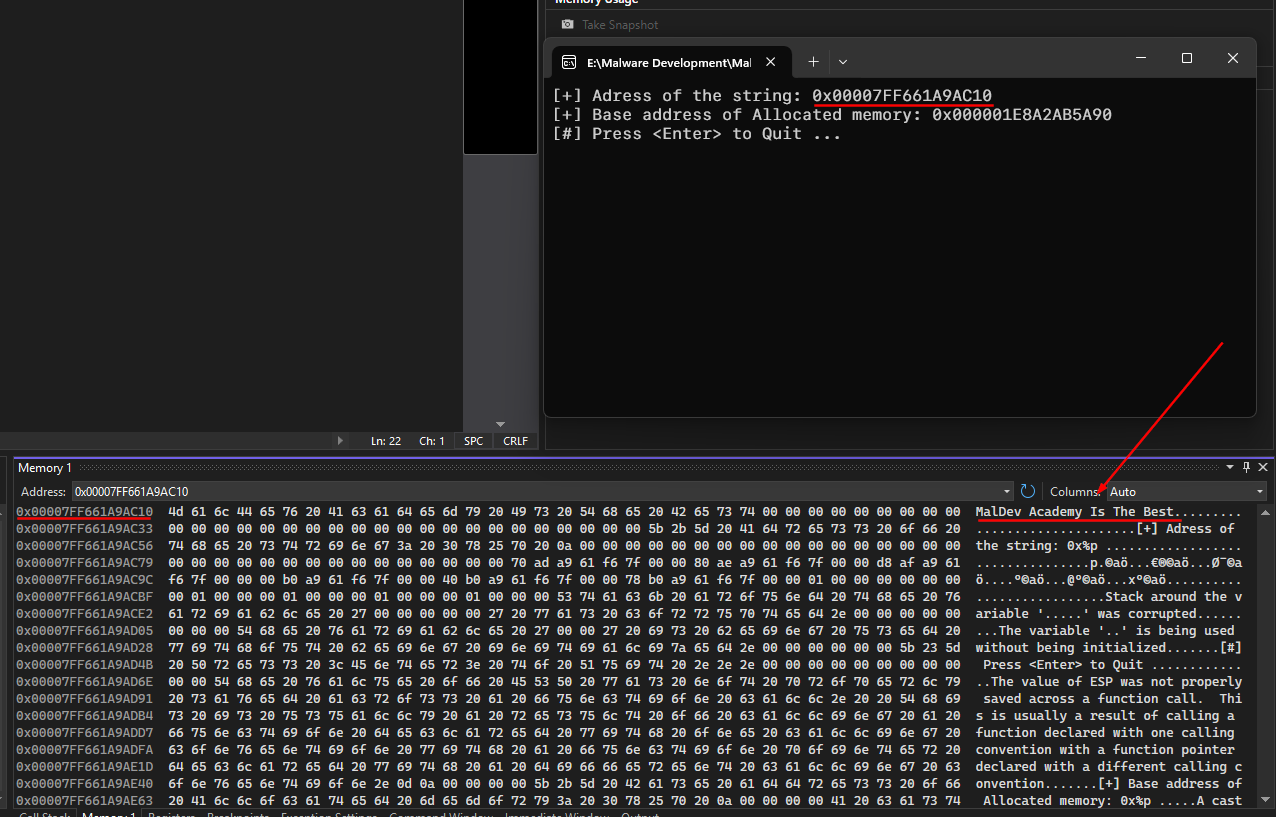 Memory Usage
Take Snapshot
E:\Malware Development\Mal
[+] Adress of the string: 0x00007FF661A9AC10
[+] Base address of Allocated memory: 0x000001E8A2AB5A90
[#] Press <Enter> to Quit ...
Ln: 22 Ch: 1 SPC CRLF
Memory 1
Address: 0x00007FF661A9AC10 Columns: Auto
0x00007FF661A9AC10 4d 61 6c 44 65 76 20 41 63 61 64 65 6d 79 20 49 73 20 54 68 65 20 42 65 73 74 00 00 00 00 00 00 00 00 00 MalDev Academy Is The Best.........
0x00007FF661A9AC33 00 00 00 00 00 00 00 00 00 00 00 00 00 00 00 00 00 00 00 00 00 5b 2b 5d 20 41 64 72 65 73 73 20 6f 66 20 .....................[+] Adress of
0x00007FF661A9AC56 74 68 65 20 73 74 72 69 6e 67 3a 20 30 78 25 70 20 0a 00 00 00 00 00 00 00 00 00 00 00 00 00 00 00 00 00 the string: 0x%p ..................
0x00007FF661A9AC79 00 00 00 00 00 00 00 00 00 00 00 00 00 00 00 70 ad a9 61 f6 7f 00 00 80 ae a9 61 f6 7f 00 00 d8 af a9 61 ...............p.©aö...€®©aö...Ø¯©a
0x00007FF661A9AC9C f6 7f 00 00 00 b0 a9 61 f6 7f 00 00 40 b0 a9 61 f6 7f 00 00 78 b0 a9 61 f6 7f 00 00 01 00 00 00 00 00 00 ö....°©aö...@°©aö...x°©aö...........
0x00007FF661A9ACBF 00 01 00 00 00 01 00 00 00 01 00 00 00 01 00 00 00 53 74 61 63 6b 20 61 72 6f 75 6e 64 20 74 68 65 20 76 .................Stack around the v
0x00007FF661A9ACE2 61 72 69 61 62 6c 65 20 27 00 00 00 00 00 27 20 77 61 73 20 63 6f 72 72 75 70 74 65 64 2e 00 00 00 00 00 ariable '.....' was corrupted......
0x00007FF661A9AD05 00 00 00 54 68 65 20 76 61 72 69 61 62 6c 65 20 27 00 00 27 20 69 73 20 62 65 69 6e 67 20 75 73 65 64 20 ...The variable '..' is being used
0x00007FF661A9AD28 77 69 74 68 6f 75 74 20 62 65 69 6e 67 20 69 6e 69 74 69 61 6c 69 7a 65 64 2e 00 00 00 00 00 00 5b 23 5d without being initialized.......[#]
0x00007FF661A9AD4B 20 50 72 65 73 73 20 3c 45 6e 74 65 72 3e 20 74 6f 20 51 75 69 74 20 2e 2e 2e 00 00 00 00 00 00 00 00 00 Press <Enter> to Quit ............
0x00007FF661A9AD6E 00 00 54 68 65 20 76 61 6c 75 65 20 6f 66 20 45 53 50 20 77 61 73 20 6e 6f 74 20 70 72 6f 70 65 72 6c 79 ..The value of ESP was not properly
0x00007FF661A9AD91 20 73 61 76 65 64 20 61 63 72 6f 73 73 20 61 20 66 75 6e 63 74 69 6f 6e 20 63 61 6c 6c 2e 20 20 54 68 69 saved across a function call.  Thi
0x00007FF661A9ADB4 73 20 69 73 20 75 73 75 61 6c 6c 79 20 61 20 72 65 73 75 6c 74 20 6f 66 20 63 61 6c 6c 69 6e 67 20 61 20 s is usually a result of calling a
0x00007FF661A9ADD7 66 75 6e 63 74 69 6f 6e 20 64 65 63 6c 61 72 65 64 20 77 69 74 68 20 6f 6e 65 20 63 61 6c 6c 69 6e 67 20 function declared with one calling
0x00007FF661A9ADFA 63 6f 6e 76 65 6e 74 69 6f 6e 20 77 69 74 68 20 61 20 66 75 6e 63 74 69 6f 6e 20 70 6f 69 6e 74 65 72 20 convention with a function pointer
0x00007FF661A9AE1D 64 65 63 6c 61 72 65 64 20 77 69 74 68 20 61 20 64 69 66 66 65 72 65 6e 74 20 63 61 6c 6c 69 6e 67 20 63 declared with a different calling c
0x00007FF661A9AE40 6f 6e 76 65 6e 74 69 6f 6e 2e 0d 0a 00 00 00 00 00 5b 2b 5d 20 42 61 73 65 20 61 64 64 72 65 73 73 20 6f 66 onvention.......[+] Base address of
0x00007FF661A9AE63 20 41 6c 6c 6f 63 61 74 65 64 20 6d 65 6d 6f 72 79 3a 20 30 78 25 70 20 0a 00 00 00 00 41 20 63 61 73 74 Allocated memory: 0x%p .....A cast
Call Stack Memory 1 Registers Breakpoints Exception Settings Command Window Immediate Window Output